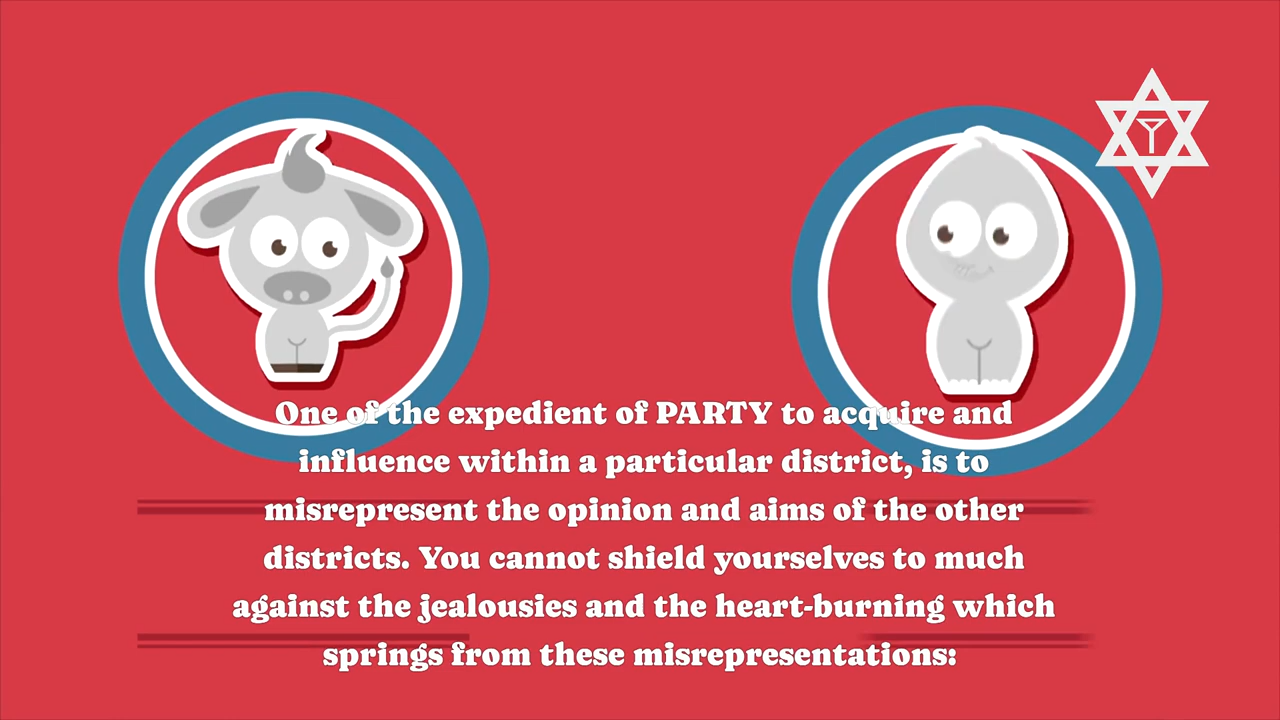 One of the expedient of PARTY to acquire and
influence within a particular district, is to
misrepresent the opinion and aims of the other
districts. You cannot shield yourselves to much
against the jealousies and the heart-burning which
springs from these misrepresentations: